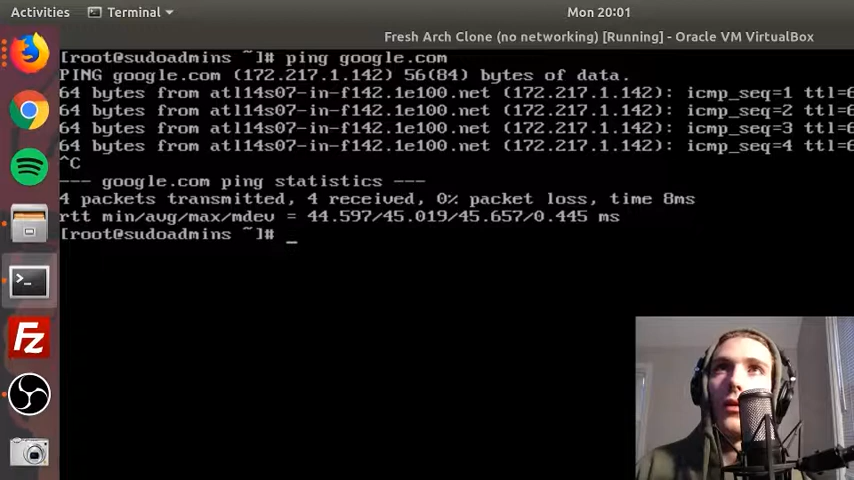 Activities Terminal Mon 20:01
Fresh Arch Clone (no networking) [Running] - Oracle VM VirtualBox
[root@sudoadmins ~]# ping google.com
PING google.com (172.217.1.142) 56(84) bytes of data.
64 bytes from atl14s07-in-f142.1e100.net (172.217.1.142): icmp_seq=1 ttl=6
64 bytes from atl14s07-in-f142.1e100.net (172.217.1.142): icmp_seq=2 ttl=6
64 bytes from atl14s07-in-f142.1e100.net (172.217.1.142): icmp_seq=3 ttl=6
64 bytes from atl14s07-in-f142.1e100.net (172.217.1.142): icmp_seq=4 ttl=6
^C
--- google.com ping statistics ---
4 packets transmitted, 4 received, 0% packet loss, time 8ms
rtt min/avg/max/mdev = 44.597/45.019/45.657/0.445 ms
[root@sudoadmins ~]# _
>_
Fz